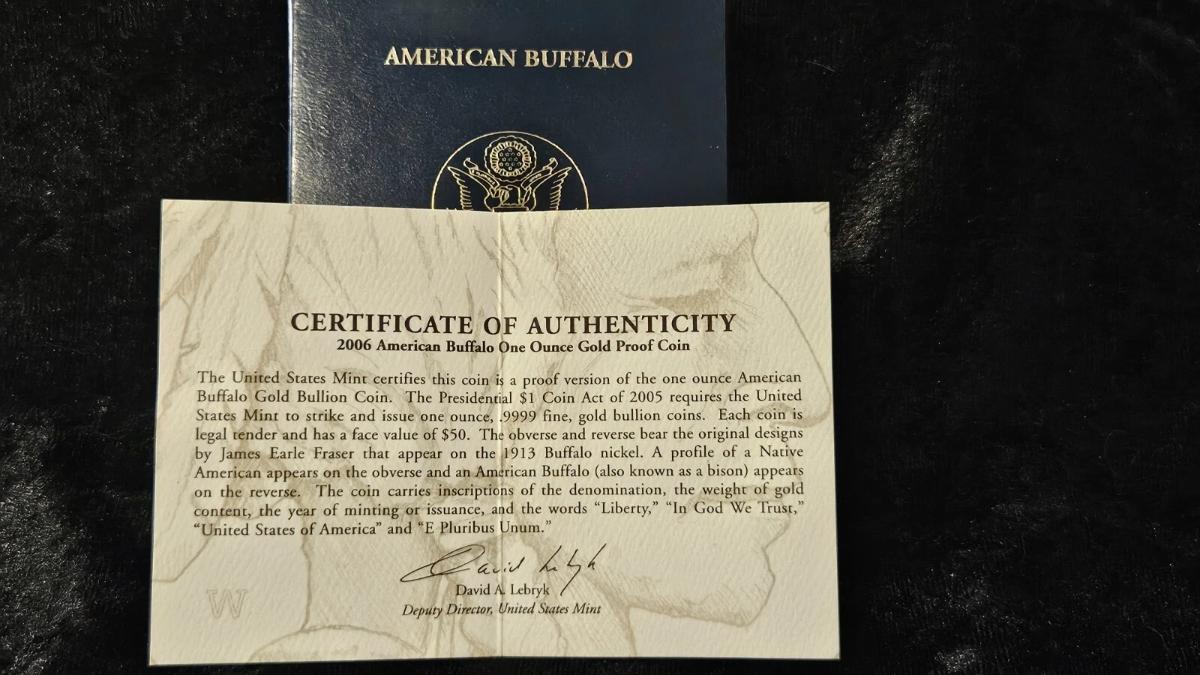 AMERICAN BUFFALO
CERTIFICATE OF AUTHENTICITY
2006 American Buffalo One Ounce Gold Proof Coin
The United States Mint certifies this coin is a proof version of the one ounce American
Buffalo Gold Bullion Coin. The Presidential $1 Coin Act of 2005 requires the United
States Mint to strike and issue one ounce, .9999 fine, gold bullion coins. Each coin is
legal tender and has a face value of $50. The obverse and reverse bear the original designs
by James Earle Fraser that appear on the 1913 Buffalo nickel. A profile of a Native
American appears on the obverse and an American Buffalo (also known as a bison) appears
on the reverse. The coin carries inscriptions of the denomination, the weight of gold
content, the year of minting or issuance, and the words “Liberty,” “In God We Trust,”
“United States of America” and “E Pluribus Unum.”
David Lebryk
David A. Lebryk
Deputy Director, United States Mint
W